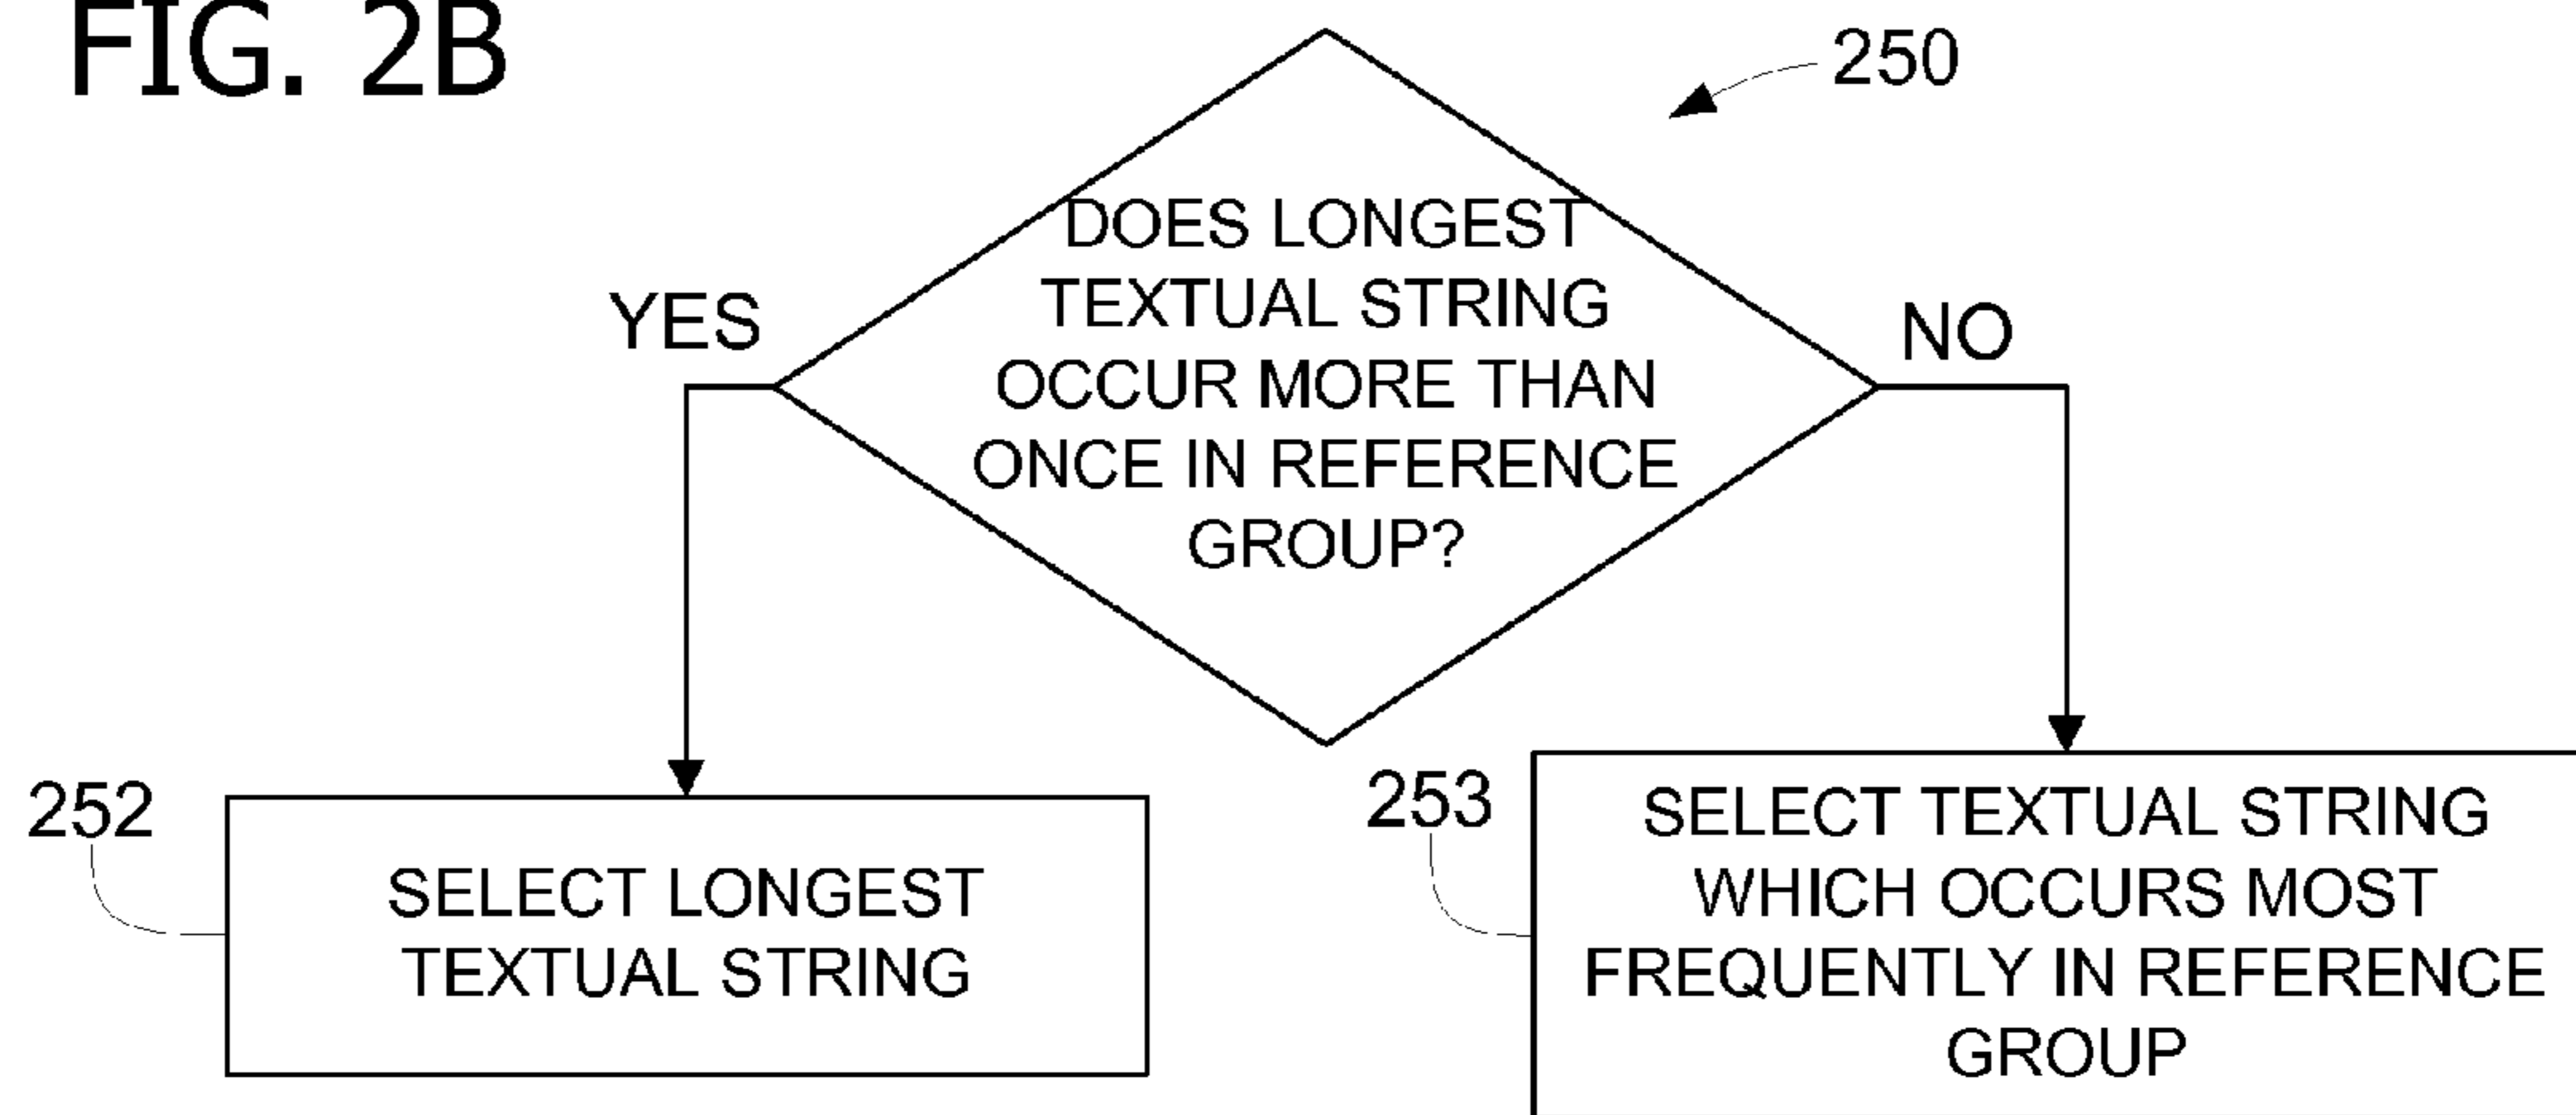 FIG. 2B
250
DOES LONGEST
TEXTUAL STRING
OCCUR MORE THAN
ONCE IN REFERENCE
GROUP?
YES
NO
252
SELECT LONGEST
TEXTUAL STRING
253
SELECT TEXTUAL STRING
WHICH OCCURS MOST
FREQUENTLY IN REFERENCE
GROUP